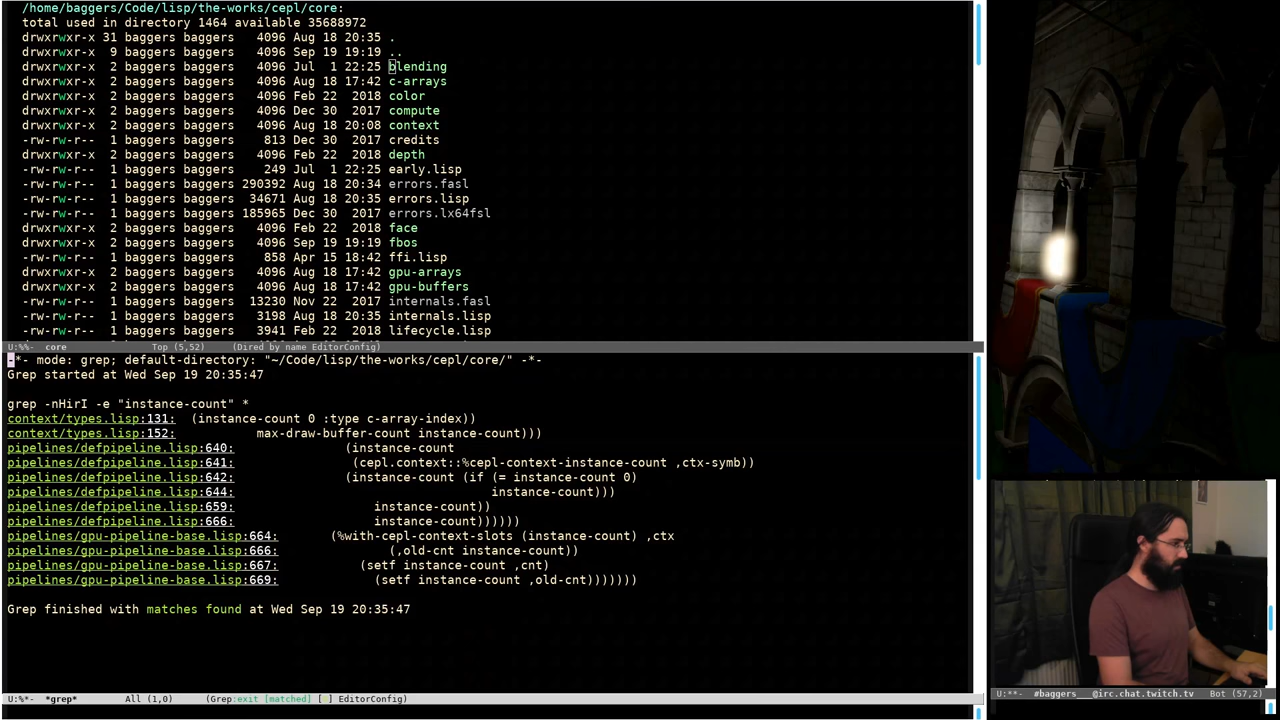 /home/baggers/Code/lisp/the-works/cepl/core:
total used in directory 1464 available 35688972
drwxrwxr-x 31 baggers baggers   4096 Aug 18 20:35 .
drwxrwxr-x  9 baggers baggers   4096 Sep 19 19:19 ..
drwxrwxr-x  2 baggers baggers   4096 Jul  1 22:25 blending
drwxrwxr-x  2 baggers baggers   4096 Aug 18 17:42 c-arrays
drwxrwxr-x  2 baggers baggers   4096 Feb 22  2018 color
drwxrwxr-x  2 baggers baggers   4096 Dec 30  2017 compute
drwxrwxr-x  2 baggers baggers   4096 Aug 18 20:08 context
-rw-rw-r--  1 baggers baggers    813 Dec 30  2017 credits
drwxrwxr-x  2 baggers baggers   4096 Feb 22  2018 depth
-rw-rw-r--  1 baggers baggers    249 Jul  1 22:25 early.lisp
-rw-rw-r--  1 baggers baggers 290392 Aug 18 20:34 errors.fasl
-rw-rw-r--  1 baggers baggers  34671 Aug 18 20:35 errors.lisp
-rw-rw-r--  1 baggers baggers 185965 Dec 30  2017 errors.lx64fsl
drwxrwxr-x  2 baggers baggers   4096 Feb 22  2018 face
drwxrwxr-x  2 baggers baggers   4096 Sep 19 19:19 fbos
-rw-rw-r--  1 baggers baggers    858 Apr 15 18:42 ffi.lisp
drwxrwxr-x  2 baggers baggers   4096 Aug 18 17:42 gpu-arrays
drwxrwxr-x  2 baggers baggers   4096 Aug 18 17:42 gpu-buffers
-rw-rw-r--  1 baggers baggers  13230 Nov 22  2017 internals.fasl
-rw-rw-r--  1 baggers baggers   3198 Aug 18 20:35 internals.lisp
-rw-rw-r--  1 baggers baggers   3941 Feb 22  2018 lifecycle.lisp
U:%%-  core           Top (5,52)     (Dired by name EditorConfig)
-*- mode: grep; default-directory: "~/Code/lisp/the-works/cepl/core/" -*-
Grep started at Wed Sep 19 20:35:47
grep -nHirI -e "instance-count" *
context/types.lisp:131:  (instance-count 0 :type c-array-index))
context/types.lisp:152:           max-draw-buffer-count instance-count)))
pipelines/defpipeline.lisp:640:               (instance-count
pipelines/defpipeline.lisp:641:                (cepl.context::%cepl-context-instance-count ,ctx-symb))
pipelines/defpipeline.lisp:642:               (instance-count (if (= instance-count 0)
pipelines/defpipeline.lisp:644:                                   instance-count)))
pipelines/defpipeline.lisp:659:                   instance-count))
pipelines/defpipeline.lisp:666:                   instance-count))))))
pipelines/gpu-pipeline-base.lisp:664:       (%with-cepl-context-slots (instance-count) ,ctx
pipelines/gpu-pipeline-base.lisp:666:               (,old-cnt instance-count))
pipelines/gpu-pipeline-base.lisp:667:           (setf instance-count ,cnt)
pipelines/gpu-pipeline-base.lisp:669:             (setf instance-count ,old-cnt)))))))
Grep finished with matches found at Wed Sep 19 20:35:47
U:%*-  *grep*         All (1,0)      (Grep:exit [matched] [ ] EditorConfig)
U:**-  #baggers___@irc.chat.twitch.tv   Bot (57,2)